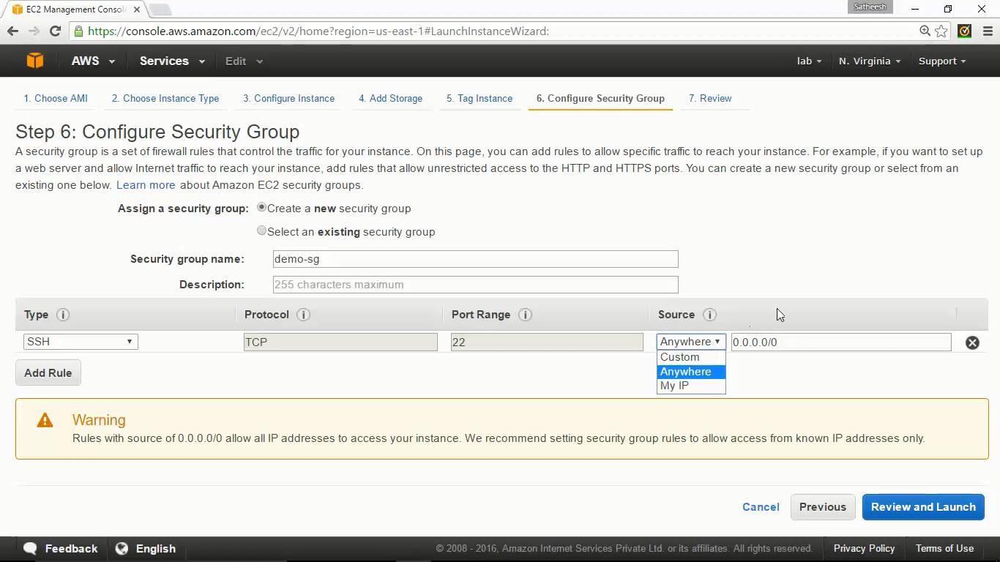 EC2 Management Consol
Satheesh
https://console.aws.amazon.com/ec2/v2/home?region=us-east-1#LaunchInstanceWizard:
AWS Services Edit lab N. Virginia Support
1. Choose AMI 2. Choose Instance Type 3. Configure Instance 4. Add Storage 5. Tag Instance 6. Configure Security Group 7. Review
Step 6: Configure Security Group
A security group is a set of firewall rules that control the traffic for your instance. On this page, you can add rules to allow specific traffic to reach your instance. For example, if you want to set up
a web server and allow Internet traffic to reach your instance, add rules that allow unrestricted access to the HTTP and HTTPS ports. You can create a new security group or select from an
existing one below. Learn more about Amazon EC2 security groups.
Assign a security group: Create a new security group
Select an existing security group
Security group name: demo-sg
Description: 255 characters maximum
Type Protocol Port Range Source
SSH TCP 22 Anywhere 0.0.0.0/0
Custom
Anywhere
My IP
Add Rule
Warning
Rules with source of 0.0.0.0/0 allow all IP addresses to access your instance. We recommend setting security group rules to allow access from known IP addresses only.
Cancel Previous Review and Launch
Feedback English © 2008 - 2016, Amazon Internet Services Private Ltd. or its affiliates. All rights reserved. Privacy Policy Terms of Use